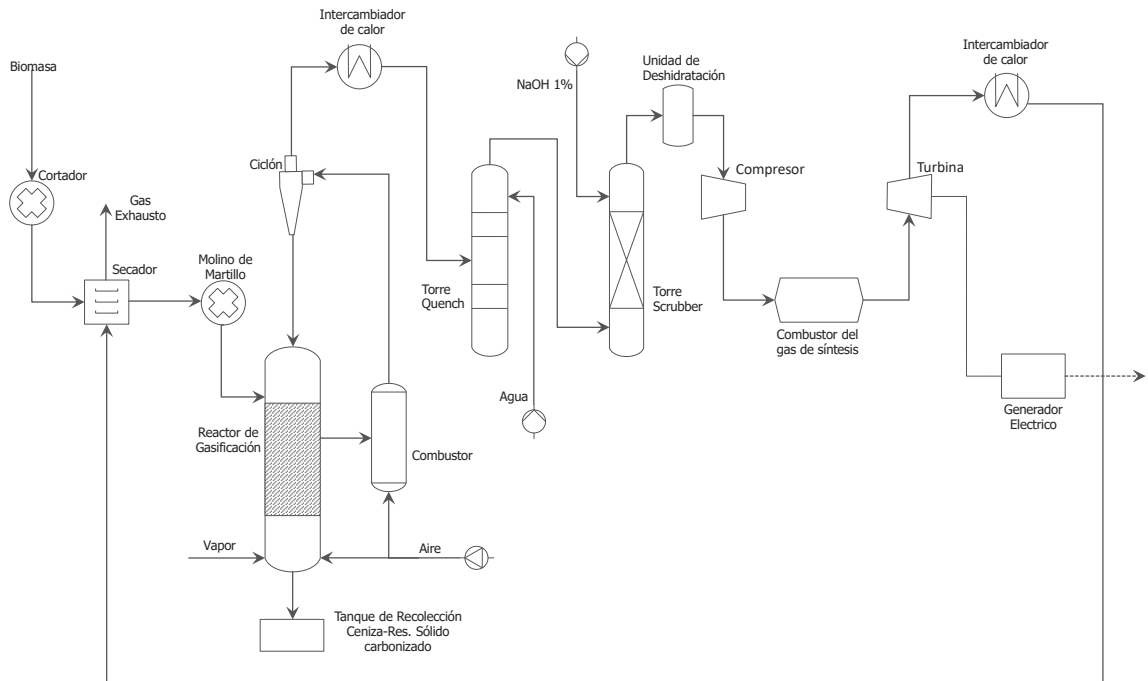 Intercambiador
de calor
Biomasa
Cortador
Gas
Exhausto
Secador
Molino de
Martillo
Ciclón
NaOH 1%
Unidad de
Deshidratación
Compresor
Intercambiador
de calor
Turbina
Torre
Quench
Torre
Scrubber
Combustor del
gas de síntesis
Agua
Generador
Electrico
Reactor de
Gasificación
Combustor
Vapor
Aire
Tanque de Recolección
Ceniza-Res. Sólido
carbonizado